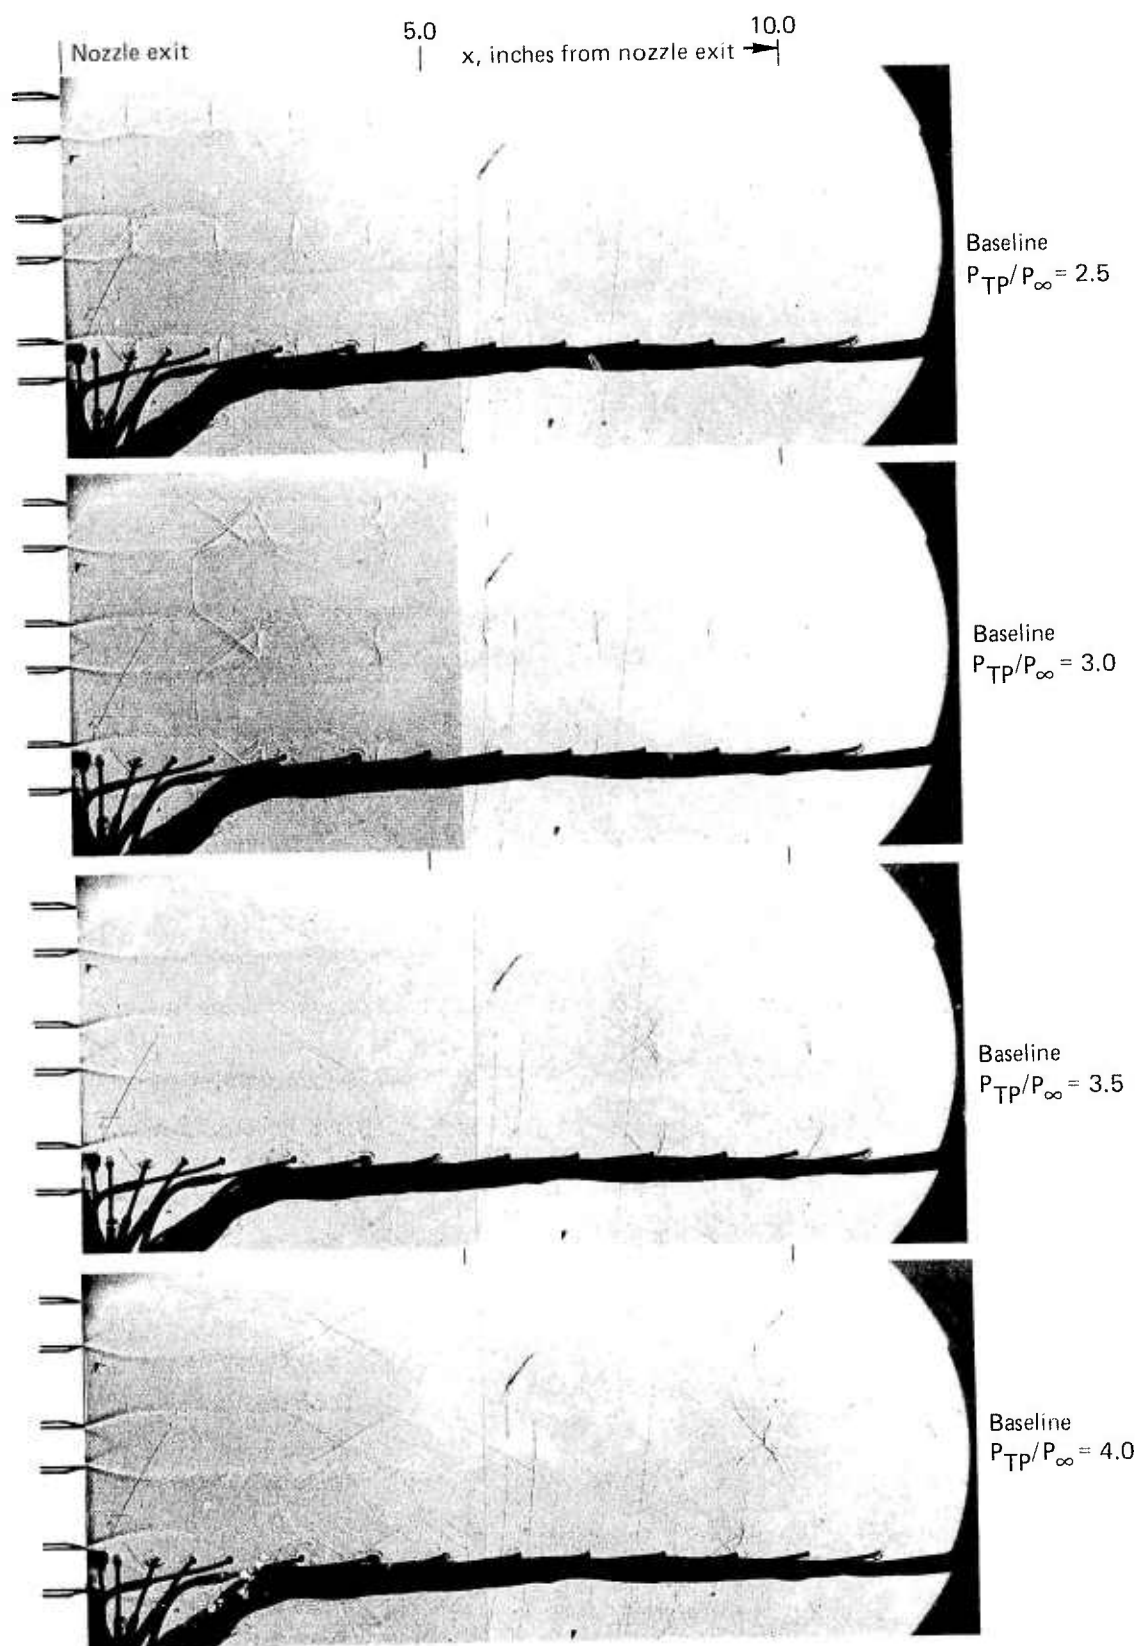 5.0
10.0
Nozzle exit
x, inches from nozzle exit
Baseline
P_TP/P_∞ = 2.5
Baseline
P_TP/P_∞ = 3.0
Baseline
P_TP/P_∞ = 3.5
Baseline
P_TP/P_∞ = 4.0